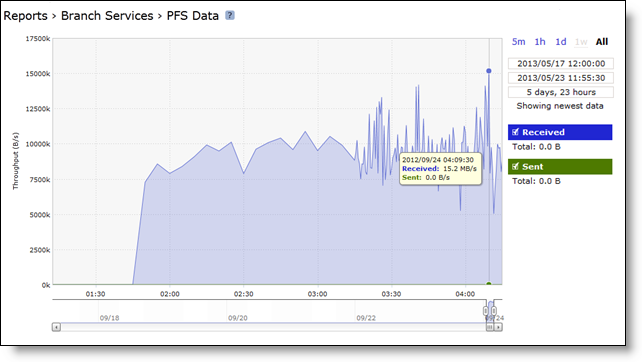 Reports › Branch Services › PFS Data ?
5m 1h 1d 1w All
2013/05/17 12:00:00
2013/05/23 11:55:30
5 days, 23 hours
Showing newest data
Received
Total: 0.0 B
Sent
Total: 0.0 B
Throughput (B/s)
17500k
15000k
12500k
10000k
7500k
5000k
2500k
0k
2012/09/24 04:09:30
Received: 15.2 MB/s
Sent: 0.0 B/s
01:30 02:00 02:30 03:00 03:30 04:00
09/18 09/20 09/22 09/24